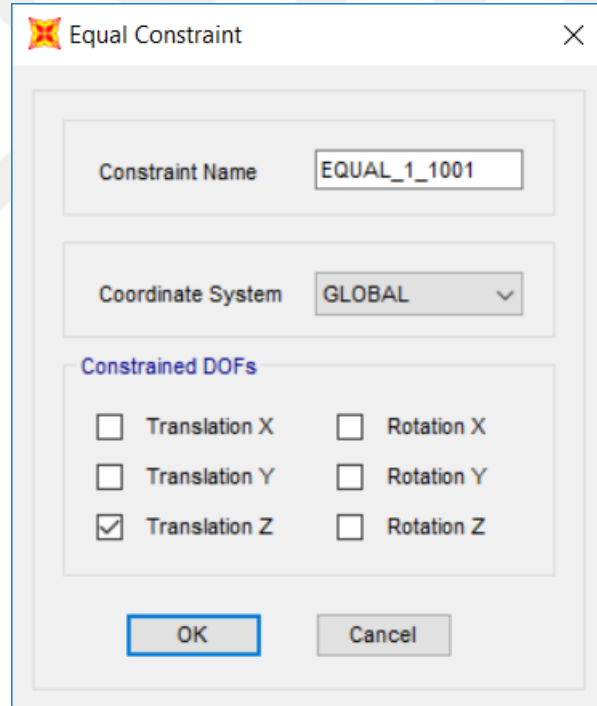 Equal Constraint
Constraint Name EQUAL_1_1001
Coordinate System GLOBAL
Constrained DOFs
Translation X Rotation X
Translation Y Rotation Y
Translation Z Rotation Z
OK Cancel